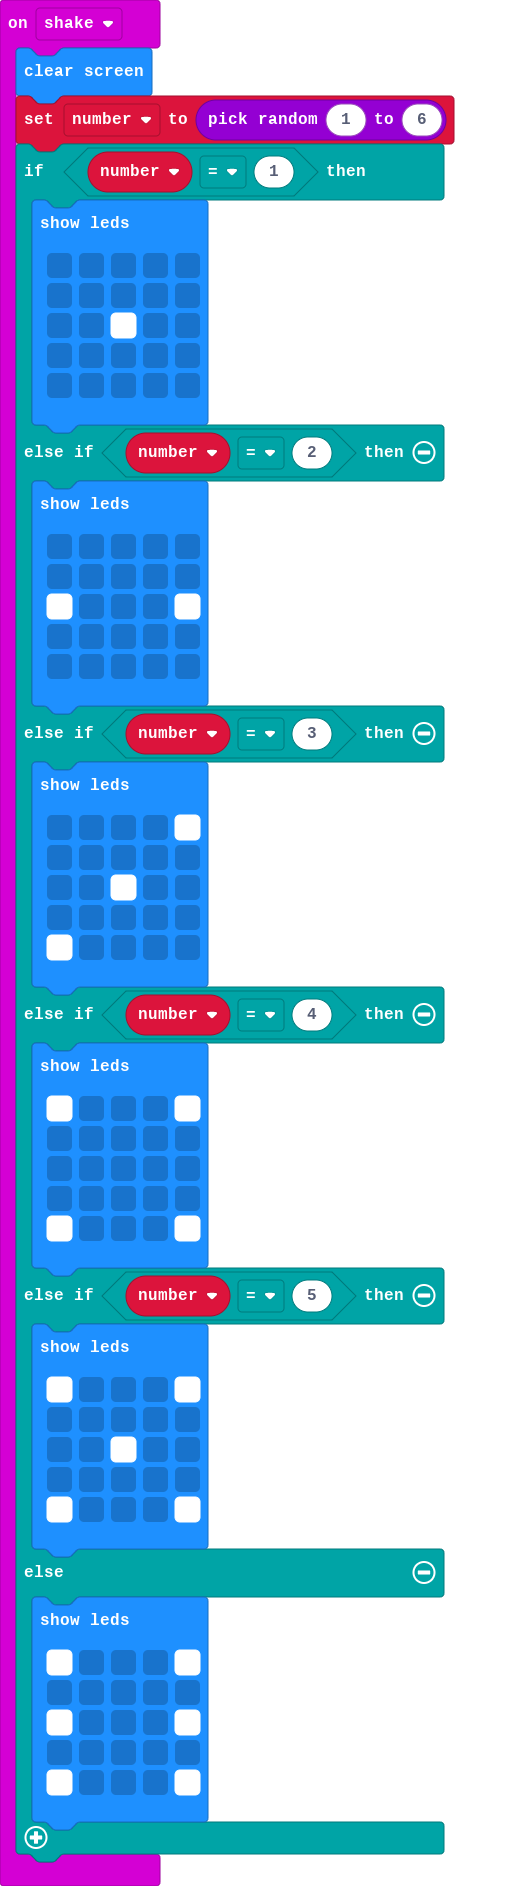 on shake
clear screen
set number to pick random 1 to 6
if number = 1 then
show leds
else if number = 2 then
show leds
else if number = 3 then
show leds
else if number = 4 then
show leds
else if number = 5 then
show leds
else
show leds